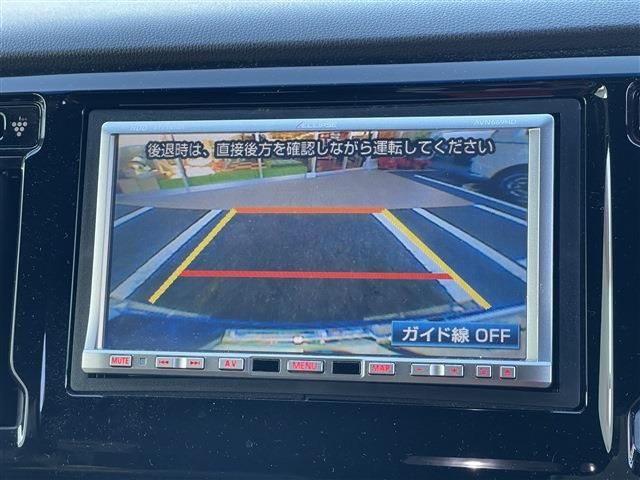 ECLIPSE
AVN669HD
後退時は、直接後方を確認しながら運転してください
ガイド線 OFF
MUTE
AV
MENU
MAP